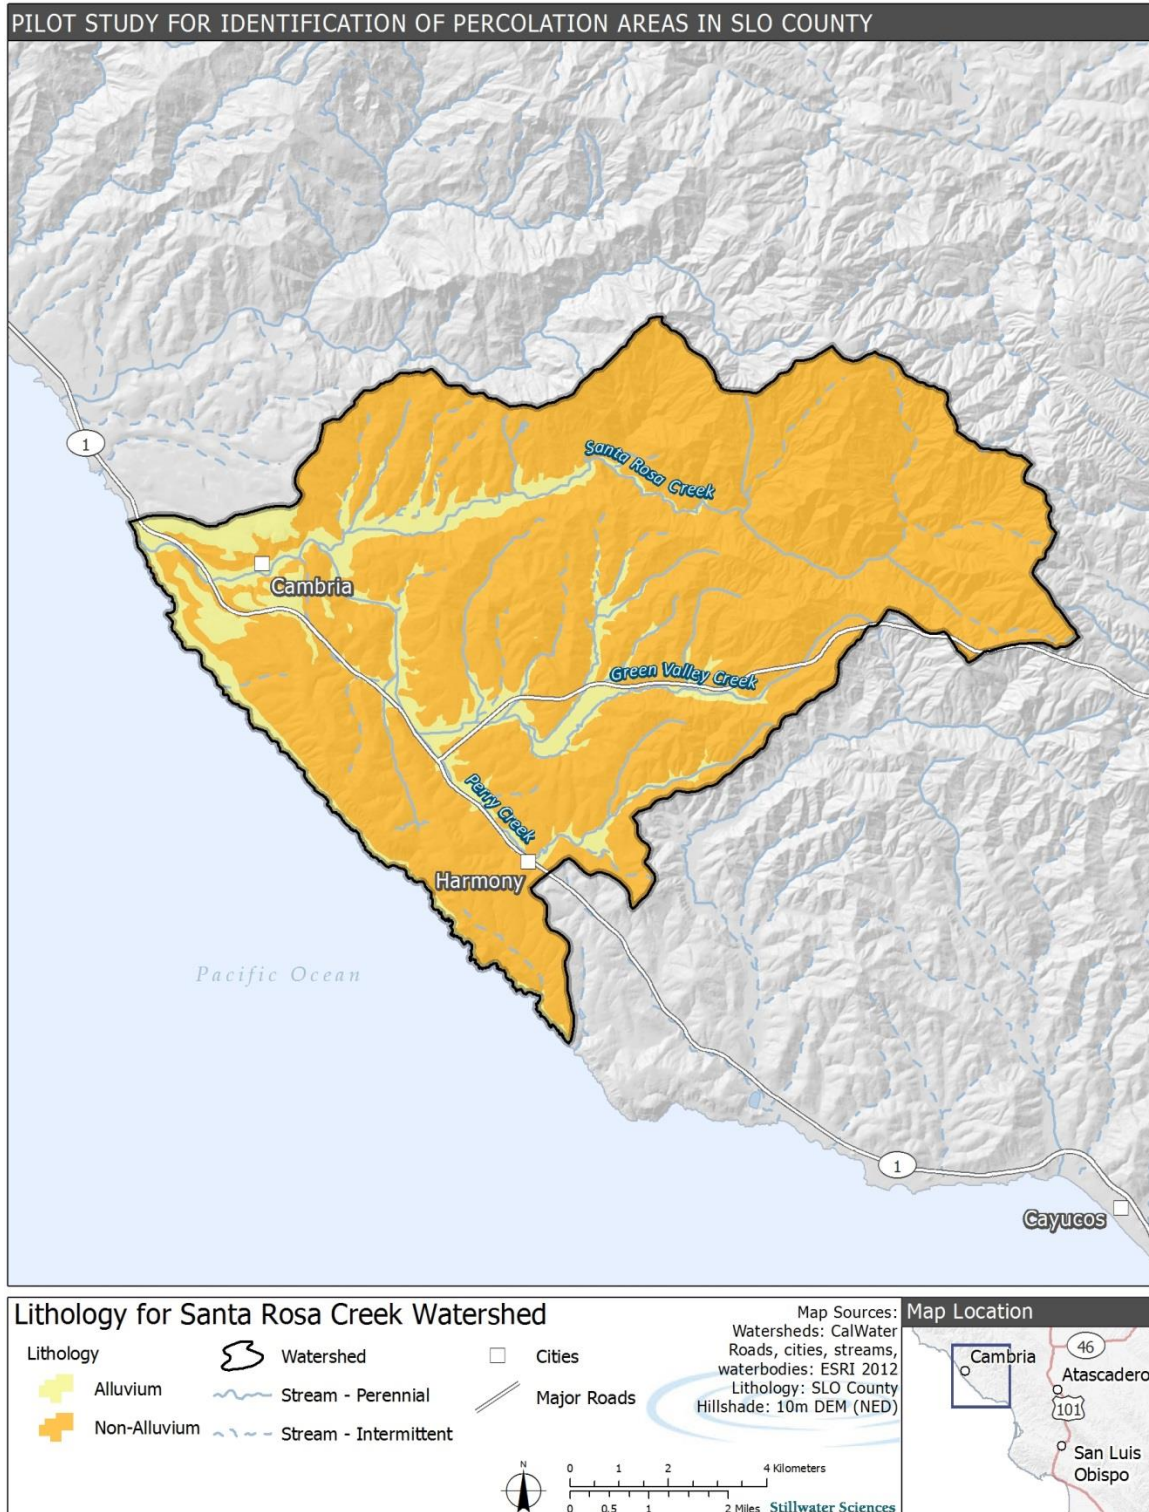 PILOT STUDY FOR IDENTIFICATION OF PERCOLATION AREAS IN SLO COUNTY
1
Santa Rosa Creek
Cambria
Green Valley Creek
Perry Creek
Harmony
Pacific Ocean
1
Cayucos
Lithology for Santa Rosa Creek Watershed
Lithology
Alluvium
Non-Alluvium
Watershed
Stream - Perennial
Stream - Intermittent
Cities
Major Roads
Map Sources:
Watersheds: CalWater
Roads, cities, streams,
waterbodies: ESRI 2012
Lithology: SLO County
Hillshade: 10m DEM (NED)
N
0 1 2 4 Kilometers
0 0.5 1 2 Miles
Stillwater Sciences
Map Location
46
Cambria
Atascadero
101
San Luis
Obispo